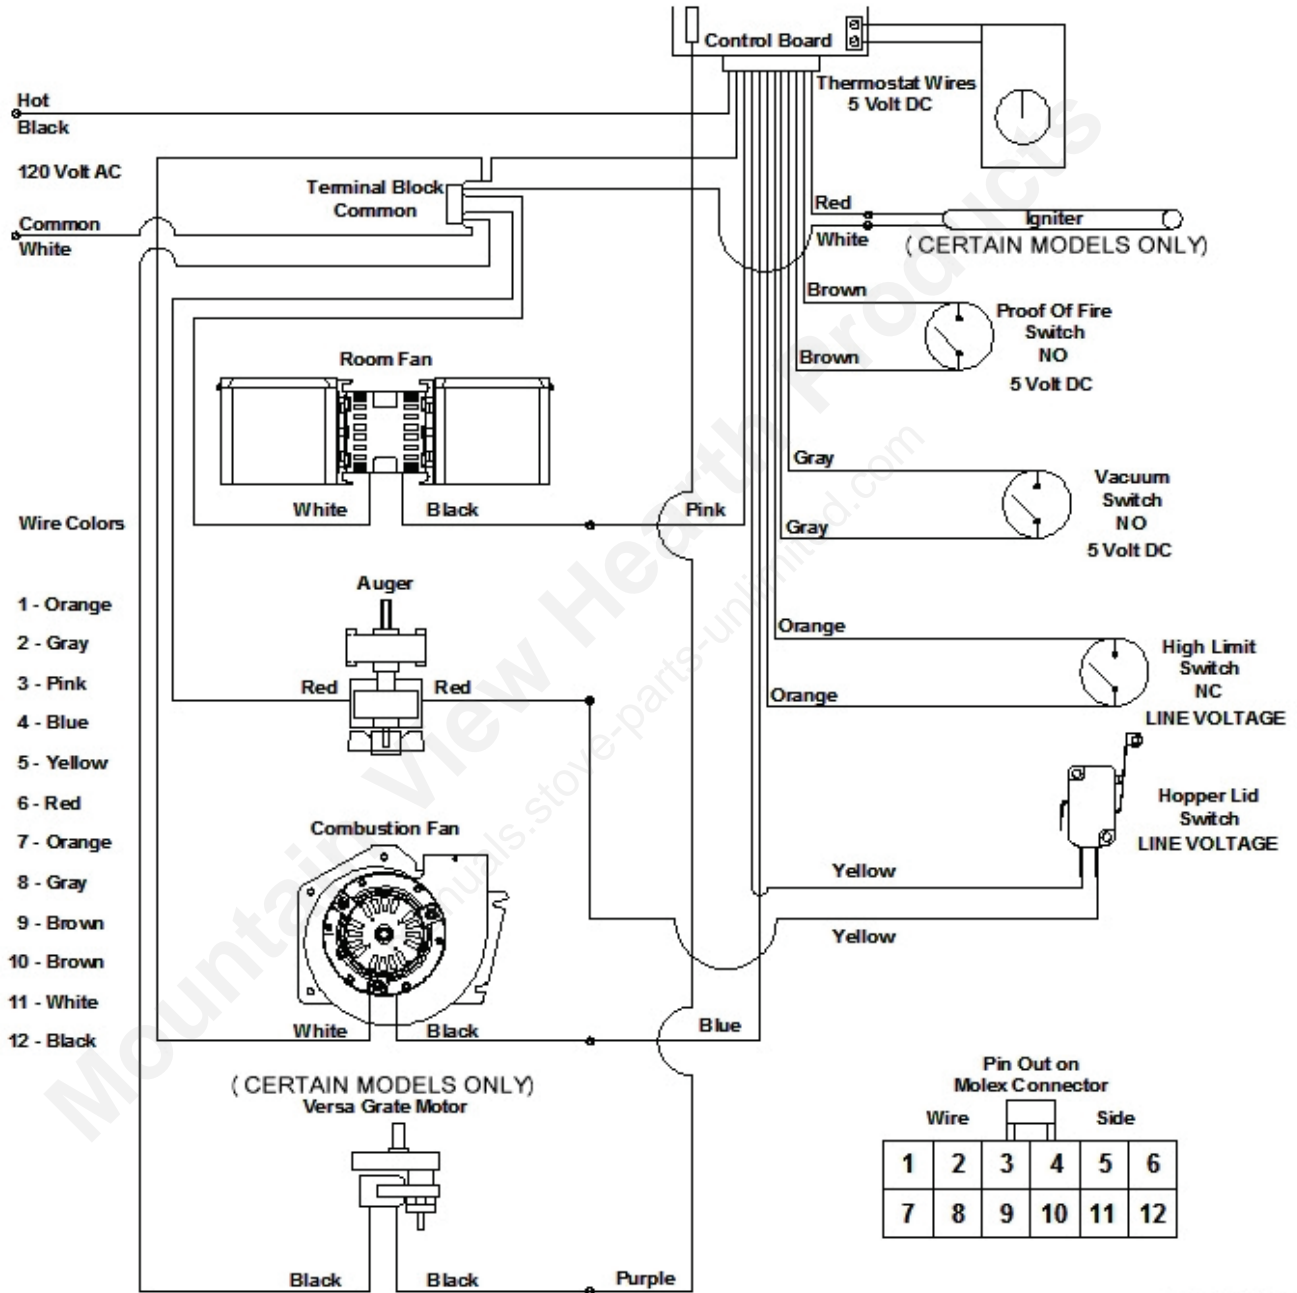 Control Board
Thermostat Wires
5 Volt DC
Hot
Black
120 Volt AC
Terminal Block
Common
Common
White
Red
White
Igniter
( CERTAIN MODELS ONLY)
Brown
Brown
Proof Of Fire
Switch
NO
5 Volt DC
Room Fan
White
Black
Pink
Gray
Gray
Vacuum
Switch
NO
5 Volt DC
Wire Colors
1 - Orange
2 - Gray
3 - Pink
4 - Blue
5 - Yellow
6 - Red
7 - Orange
8 - Gray
9 - Brown
10 - Brown
11 - White
12 - Black
Auger
Red
Red
Orange
Orange
High Limit
Switch
NC
LINE VOLTAGE
Hopper Lid
Switch
LINE VOLTAGE
Yellow
Yellow
Combustion Fan
White
Black
Blue
( CERTAIN MODELS ONLY)
Versa Grate Motor
Black
Black
Purple
Pin Out on
Molex Connector
Wire Side
1 2 3 4 5 6
7 8 9 10 11 12
Mountain View Hearth Products
manuals.stove-parts-unlimited.com